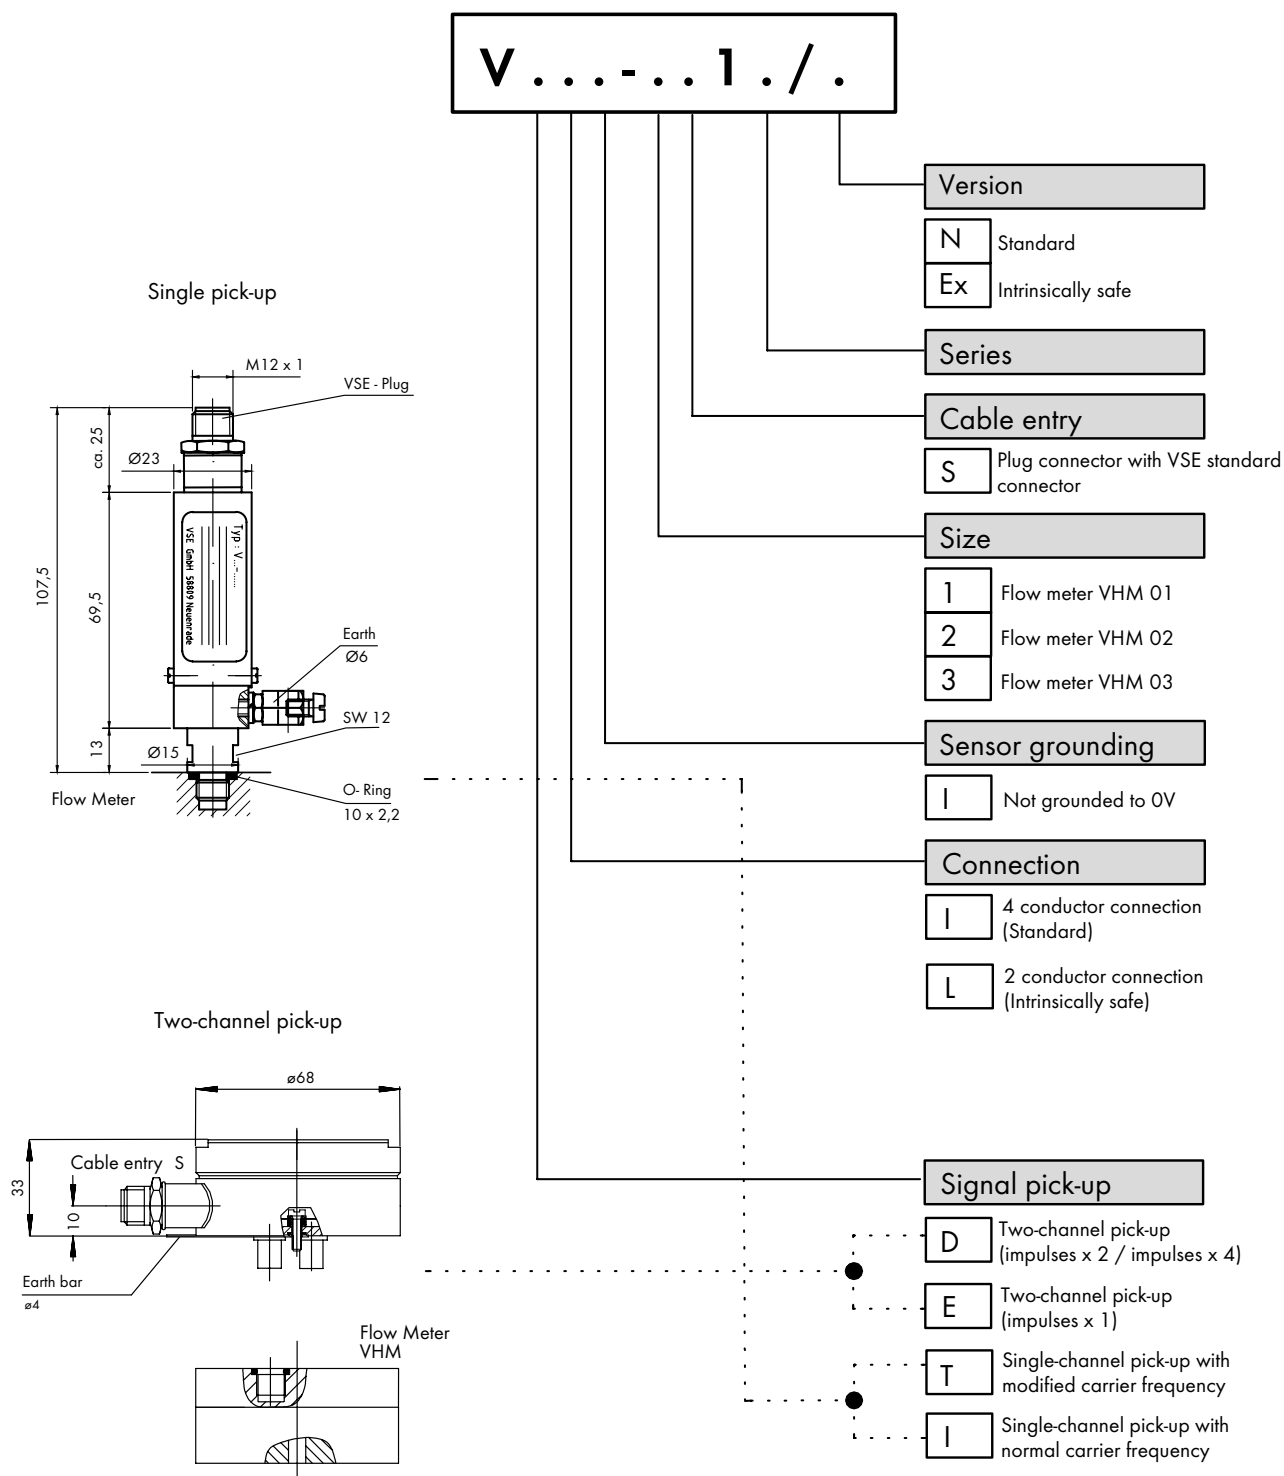 V . . . - . . 1 . / .
Version
N Standard
Ex Intrinsically safe
Series
Cable entry
S Plug connector with VSE standard
connector
Size
1 Flow meter VHM 01
2 Flow meter VHM 02
3 Flow meter VHM 03
Sensor grounding
I Not grounded to 0V
Connection
I 4 conductor connection
(Standard)
L 2 conductor connection
(Intrinsically safe)
Signal pick-up
D Two-channel pick-up
(impulses x 2 / impulses x 4)
E Two-channel pick-up
(impulses x 1)
T Single-channel pick-up with
modified carrier frequency
I Single-channel pick-up with
normal carrier frequency
Single pick-up
M12 x 1
VSE - Plug
ca. 25
Ø23
107,5
69,5
Typ : V...-.....
VSE GmbH 58809 Neuenrade
Earth
Ø6
SW 12
13
Ø15
Flow Meter
O- Ring
10 x 2,2
Two-channel pick-up
ø68
33
Cable entry S
10
Earth bar
ø4
Flow Meter
VHM